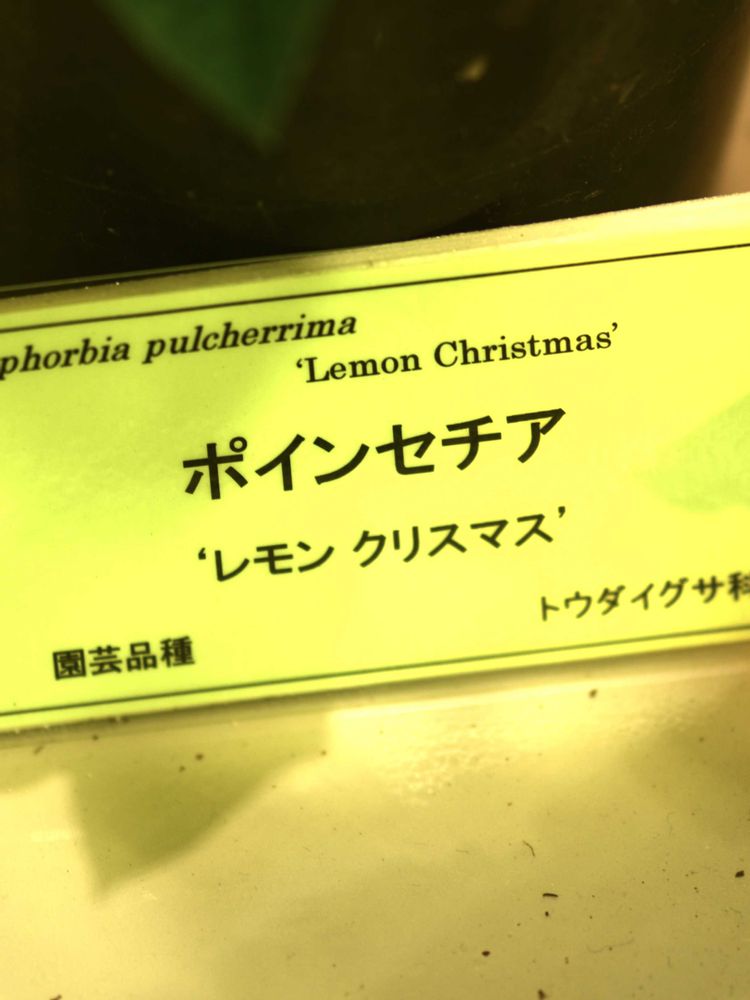 phorbia pulcherrima
‘Lemon Christmas’
ポインセチア
‘レモン クリスマス’
トウダイグサ科
園芸品種